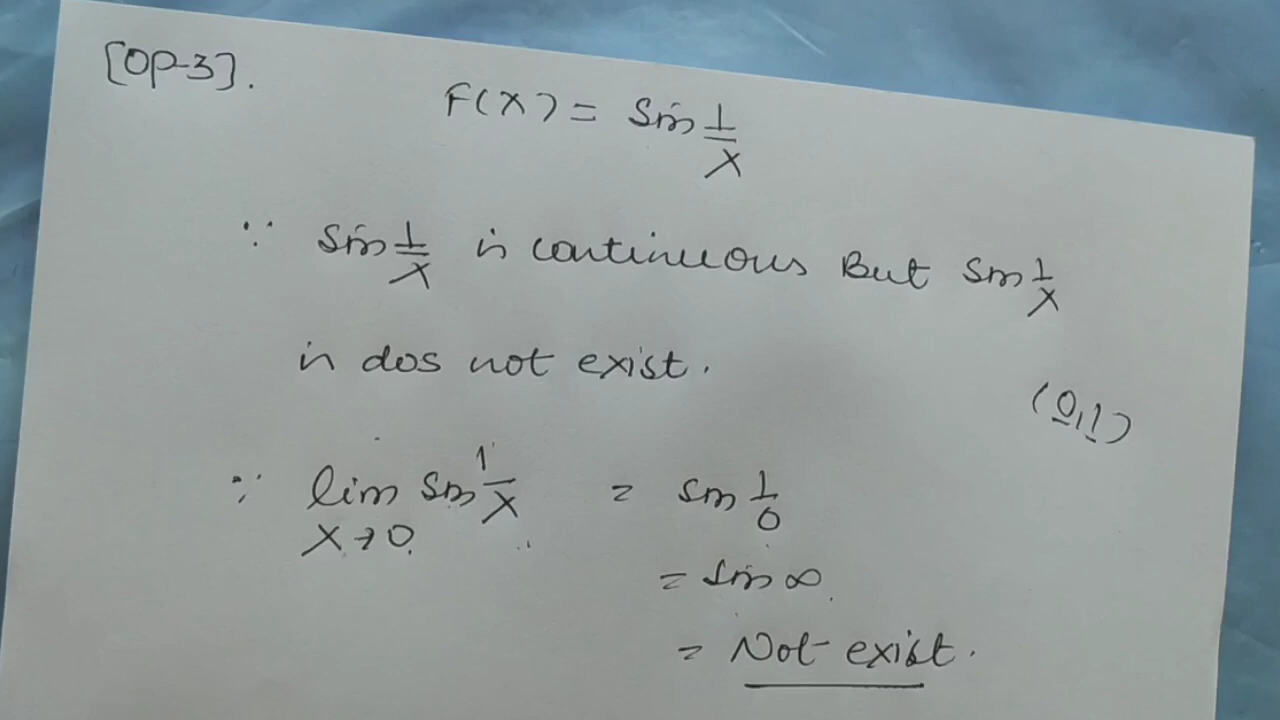 [OP-3].
F(X) = Sin 1/X
∵ Sin 1/X is continuous But Sin 1/X
is dos not exist.
(0,1)
∵ lim X→0 Sin 1/X = Sin 1/0
= Sin ∞
= Not exist.